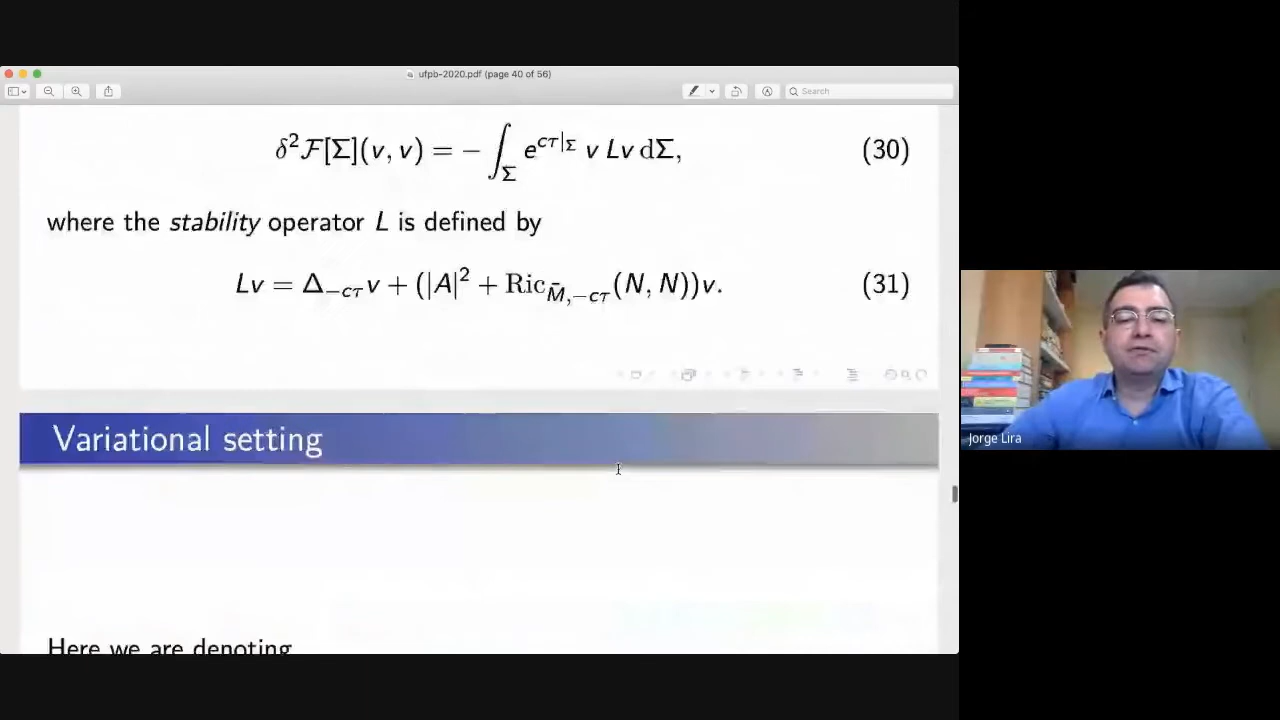 ufpb-2020.pdf (page 40 of 56)
Search
δ²ℱ[Σ](v, v) = − ∫_Σ e^{cτ|_Σ} v Lv dΣ, (30)
where the stability operator L is defined by
Lv = Δ_{−cτ}v + (|A|² + Ric_{M̄,−cτ}(N, N))v. (31)
Jorge Lira
Variational setting
Here we are denoting